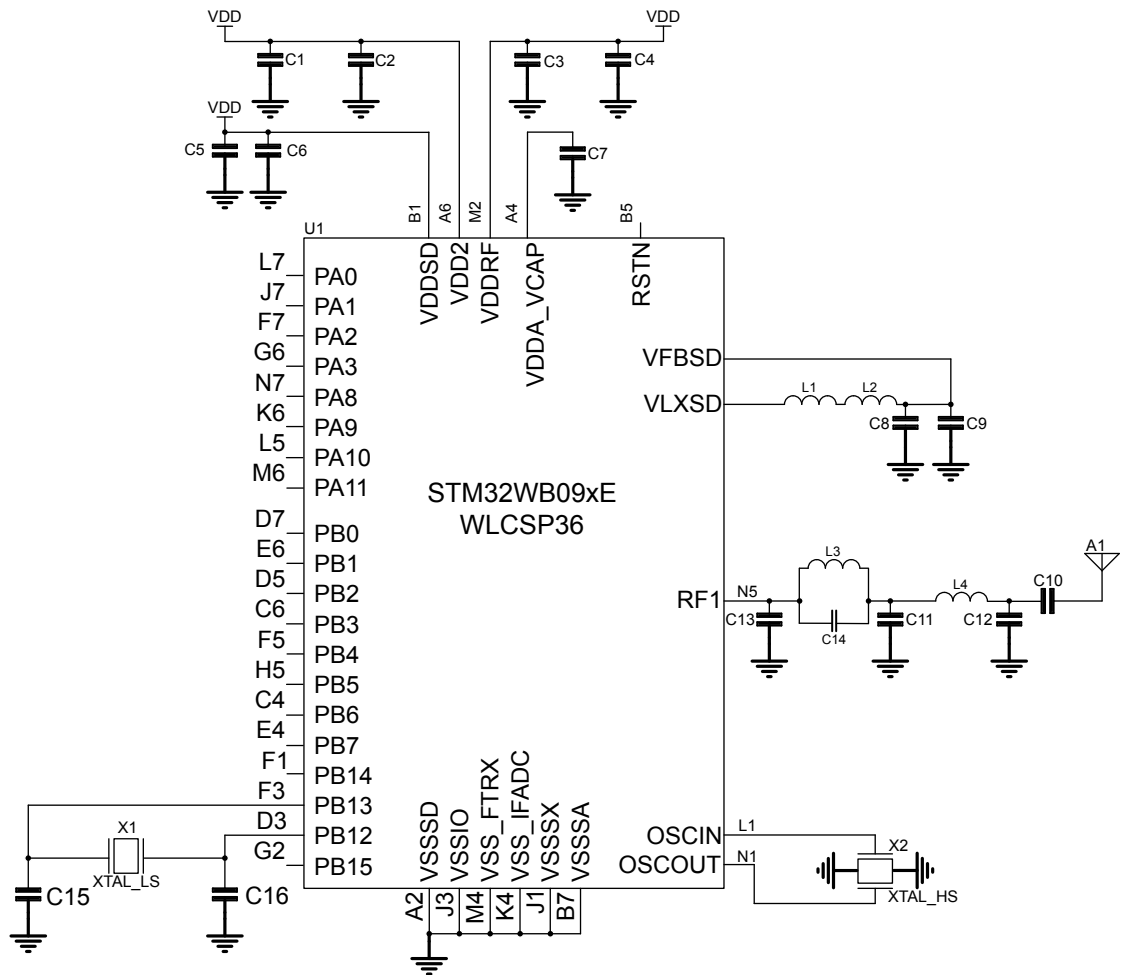 VDD
VDD
C1
C2
C3
C4
VDD
C5
C6
C7
B1
A6
M2
A4
B5
U1
VDDSD
VDD2
VDDRF
VDDA_VCAP
RSTN
L7 PA0
J7 PA1
F7 PA2
G6 PA3
N7 PA8
K6 PA9
L5 PA10
M6 PA11
D7 PB0
E6 PB1
D5 PB2
C6 PB3
F5 PB4
H5 PB5
C4 PB6
E4 PB7
F1 PB14
F3 PB13
D3 PB12
G2 PB15
STM32WB09xE
WLCSP36
VFBSD
VLXSD
L1
L2
C8
C9
RF1 N5
C13
L3
C14
C11
L4
C12
C10
A1
OSCIN L1
OSCOUT N1
X2
XTAL_HS
X1
XTAL_LS
C15
C16
VSSSD
VSSIO
VSS_FTRX
VSS_IFADC
VSSSX
VSSSA
A2
J3
M4
K4
J1
B7